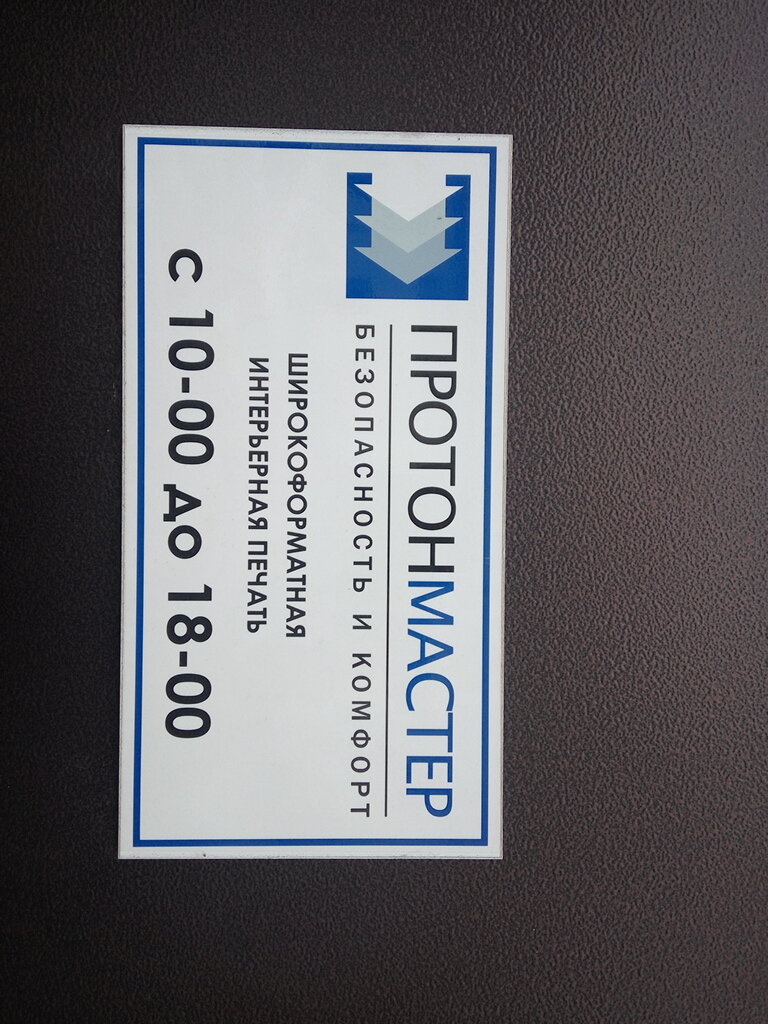 ПРОТОНМАСТЕР
БЕЗОПАСНОСТЬ И КОМФОРТ
ШИРОКОФОРМАТНАЯ
ИНТЕРЬЕРНАЯ ПЕЧАТЬ
С 10-00 ДО 18-00